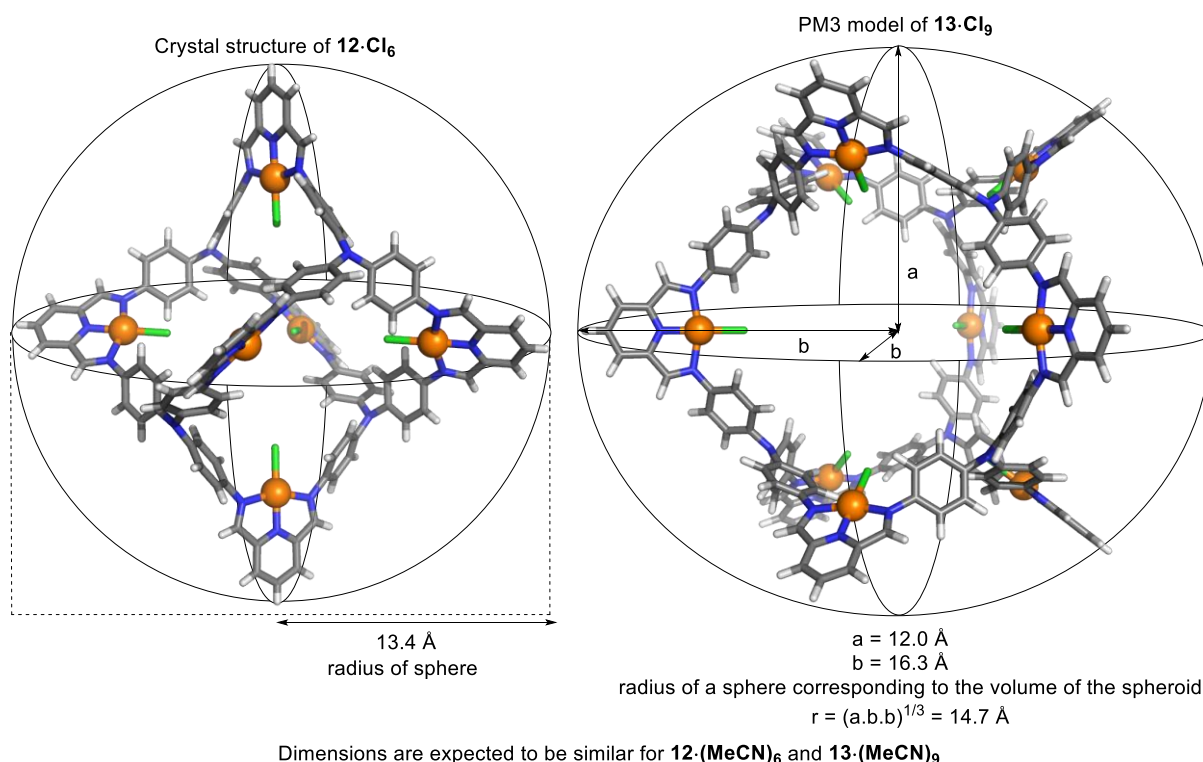 Crystal structure of 12·Cl6
PM3 model of 13·Cl9
a
b
b
13.4 Å
radius of sphere
a = 12.0 Å
b = 16.3 Å
radius of a sphere corresponding to the volume of the spheroid
r = (a.b.b)1/3 = 14.7 Å
Dimensions are expected to be similar for 12·(MeCN)6 and 13·(MeCN)9